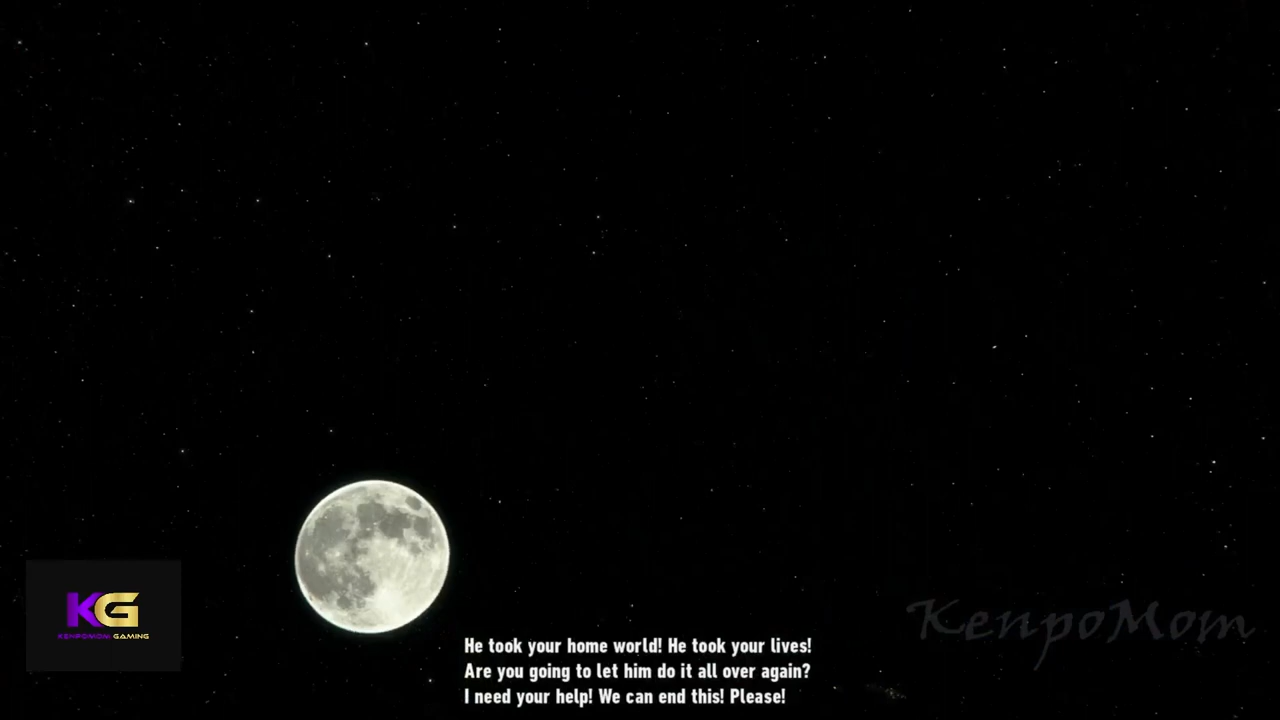 KG
KENPOMOM GAMING
KenpoMom
He took your home world! He took your lives!
Are you going to let him do it all over again?
I need your help! We can end this! Please!